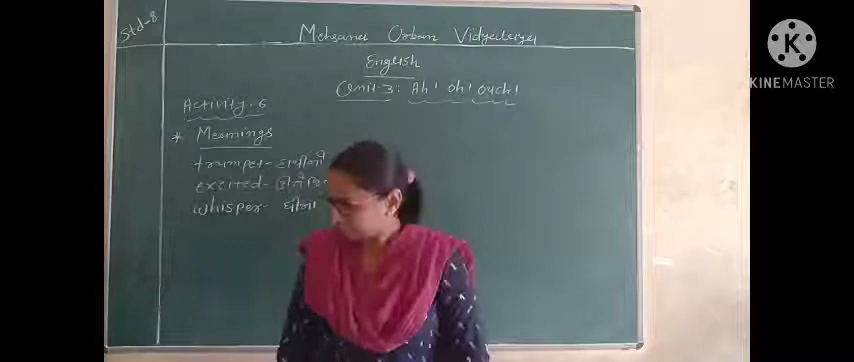 Std-8
Mehsana Urban Vidyalaya
English
Unit-3: Ah! oh! ouch!
Activity. 6
* Meanings
trumpet-
excited-
whisper- ધીમા
K
KINEMASTER